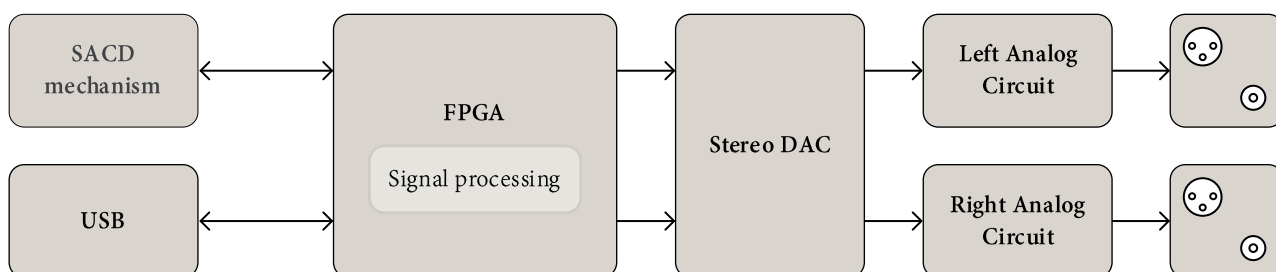 SACD
mechanism
USB
FPGA
Signal processing
Stereo DAC
Left Analog
Circuit
Right Analog
Circuit